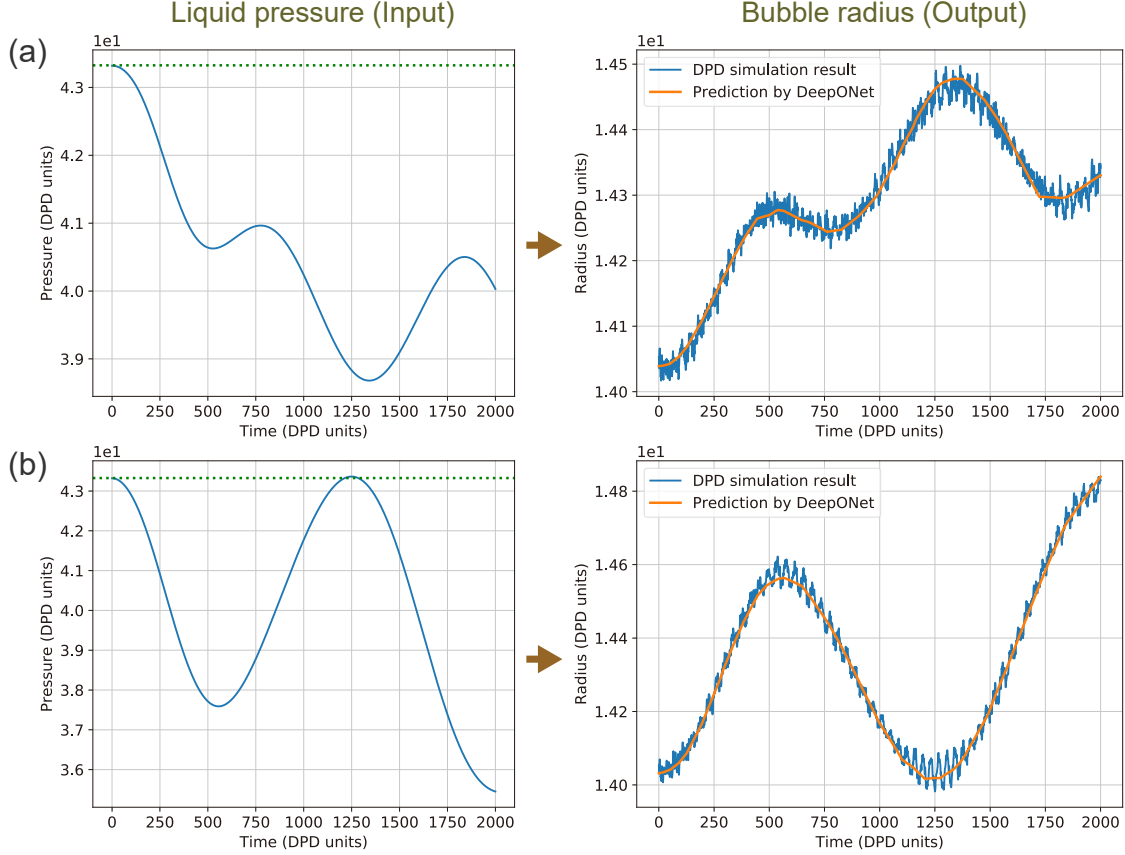 Liquid pressure (Input)
Bubble radius (Output)
(a)
1e1
4.3
4.2
4.1
4.0
3.9
Pressure (DPD units)
0 250 500 750 1000 1250 1500 1750 2000
Time (DPD units)
1e1
DPD simulation result
Prediction by DeepONet
1.45
1.44
1.43
1.42
1.41
1.40
Radius (DPD units)
0 250 500 750 1000 1250 1500 1750 2000
Time (DPD units)
(b)
1e1
4.3
4.2
4.1
4.0
3.9
3.8
3.7
3.6
Pressure (DPD units)
0 250 500 750 1000 1250 1500 1750 2000
Time (DPD units)
1e1
DPD simulation result
Prediction by DeepONet
1.48
1.46
1.44
1.42
1.40
Radius (DPD units)
0 250 500 750 1000 1250 1500 1750 2000
Time (DPD units)